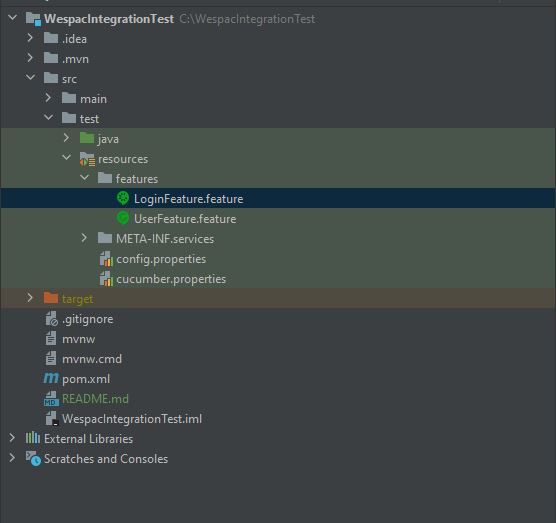 WespacIntegrationTest C:\WespacIntegrationTest
.idea
.mvn
src
main
test
java
resources
features
LoginFeature.feature
UserFeature.feature
META-INF.services
config.properties
cucumber.properties
target
.gitignore
mvnw
mvnw.cmd
pom.xml
README.md
WespacIntegrationTest.iml
External Libraries
Scratches and Consoles